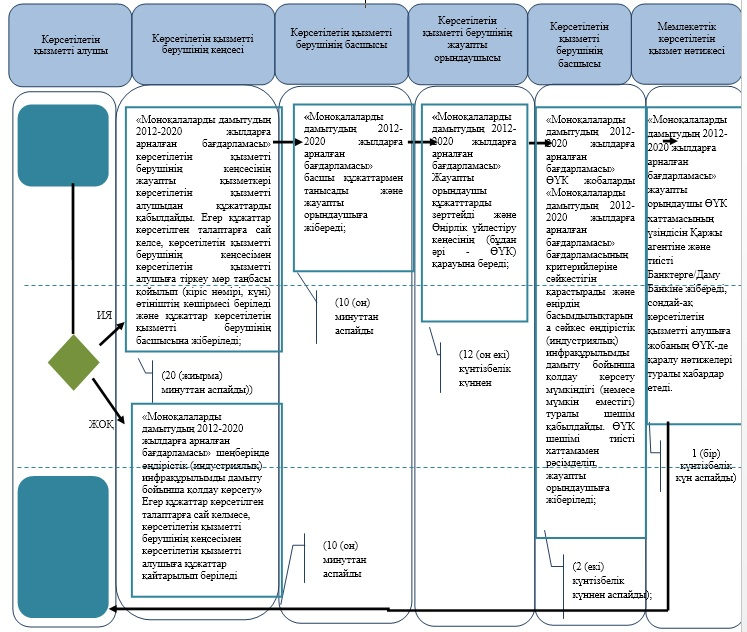 Көрсетілетін
қызметті алушы
Көрсетілетін қызметті
берушінің кеңсесі
Көрсетілетін қызметті
берушінің басшысы
Көрсетілетін
қызметті берушінің
жауапты
орындаушысы
Көрсетілетін
қызметті
берушінің
басшысы
Мемлекеттік
көрсетілетін
қызмет нәтижесі
«Моноқалаларды дамытудың
2012-2020 жылдарға
арналған бағдарламасы»
көрсетілетін қызметті
берушінің кеңсесінің
жауапты қызметкері
көрсетілетін қызметті
алушыдан құжаттарды
қабылдайды. Егер құжаттар
көрсетілген талаптарға сай
келсе, көрсетілетін қызметті
берушінің кеңсесімен
көрсетілетін қызметті
алушыға тіркеу мөр таңбасы
қойылып (кіріс нөмірі, күні)
өтініштің көшірмесі беріледі
және құжаттар көрсетілетін
қызметті берушінің
басшысына жіберіледі;
«Моноқалаларды
дамытудың 2012-
2020 жылдарға
арналған
бағдарламасы»
басшы құжаттармен
танысады және
жауапты
орындаушыға
жібереді;
«Моноқалаларды
дамытудың 2012-
2020 жылдарға
арналған
бағдарламасы»
Жауапты
орындаушы
құжатттарды
зерттейді және
Өңірлік үйлестіру
кеңесінің (бұдан
әрі - ӨҮК)
қарауына береді;
«Моноқалаларды
дамытудың 2012-
2020 жылдарға
арналған
бағдарламасы»
ӨҮК жобаларды
«Моноқалаларды
дамытудың 2012-
2020 жылдарға
арналған
бағдарламасы»
бағдарламасының
критерийлеріне
сәйкестігін
қарастырады және
өңірдің
басымдылықтарын
а сәйкес өндірістік
(индустриялық)
инфрақұрылымды
дамыту бойынша
қолдау көрсету
мүмкіндігі (немесе
мүмкін еместігі)
туралы шешім
қабылдайды. ӨҮК
шешімі тиісті
хаттамамен
рәсімделіп,
жауапты
орындаушыға
жіберіледі;
«Моноқалаларды
дамытудың 2012-
2020 жылдарға
арналған
бағдарламасы»
жауапты
орындаушы ӨҮК
хаттамасының
үзіндісін Қаржы
агентіне және
тиісті
Банктерге/Даму
Банкіне жібереді,
сондай-ақ
көрсетілетін
қызметті алушыға
жобаның ӨҮК-де
қаралу нәтижелері
туралы хабардар
етеді.
ИЯ
ЖОҚ
(20 (жиырма)
минуттан аспайды))
(10 (он)
минуттан
аспайды
(12 (он екі)
күнтізбелік
күннен
«Моноқалаларды
дамытудың 2012-2020
жылдарға арналған
бағдарламасы» шеңберінде
өндірістік (индустриялық)
инфрақұрылымды дамыту
бойынша қолдау көрсету»
Егер құжаттар көрсетілген
талаптарға сай келмесе,
көрсетілетін қызметті
берушінің кеңсесімен
көрсетілетін қызметті
алушыға құжаттар
қайтарылып беріледі
(10 (он)
минуттан
аспайды
(2 (екі)
күнтізбелік
күннен аспайды);
1 (бір)
күнтізбелік
күн аспайды)